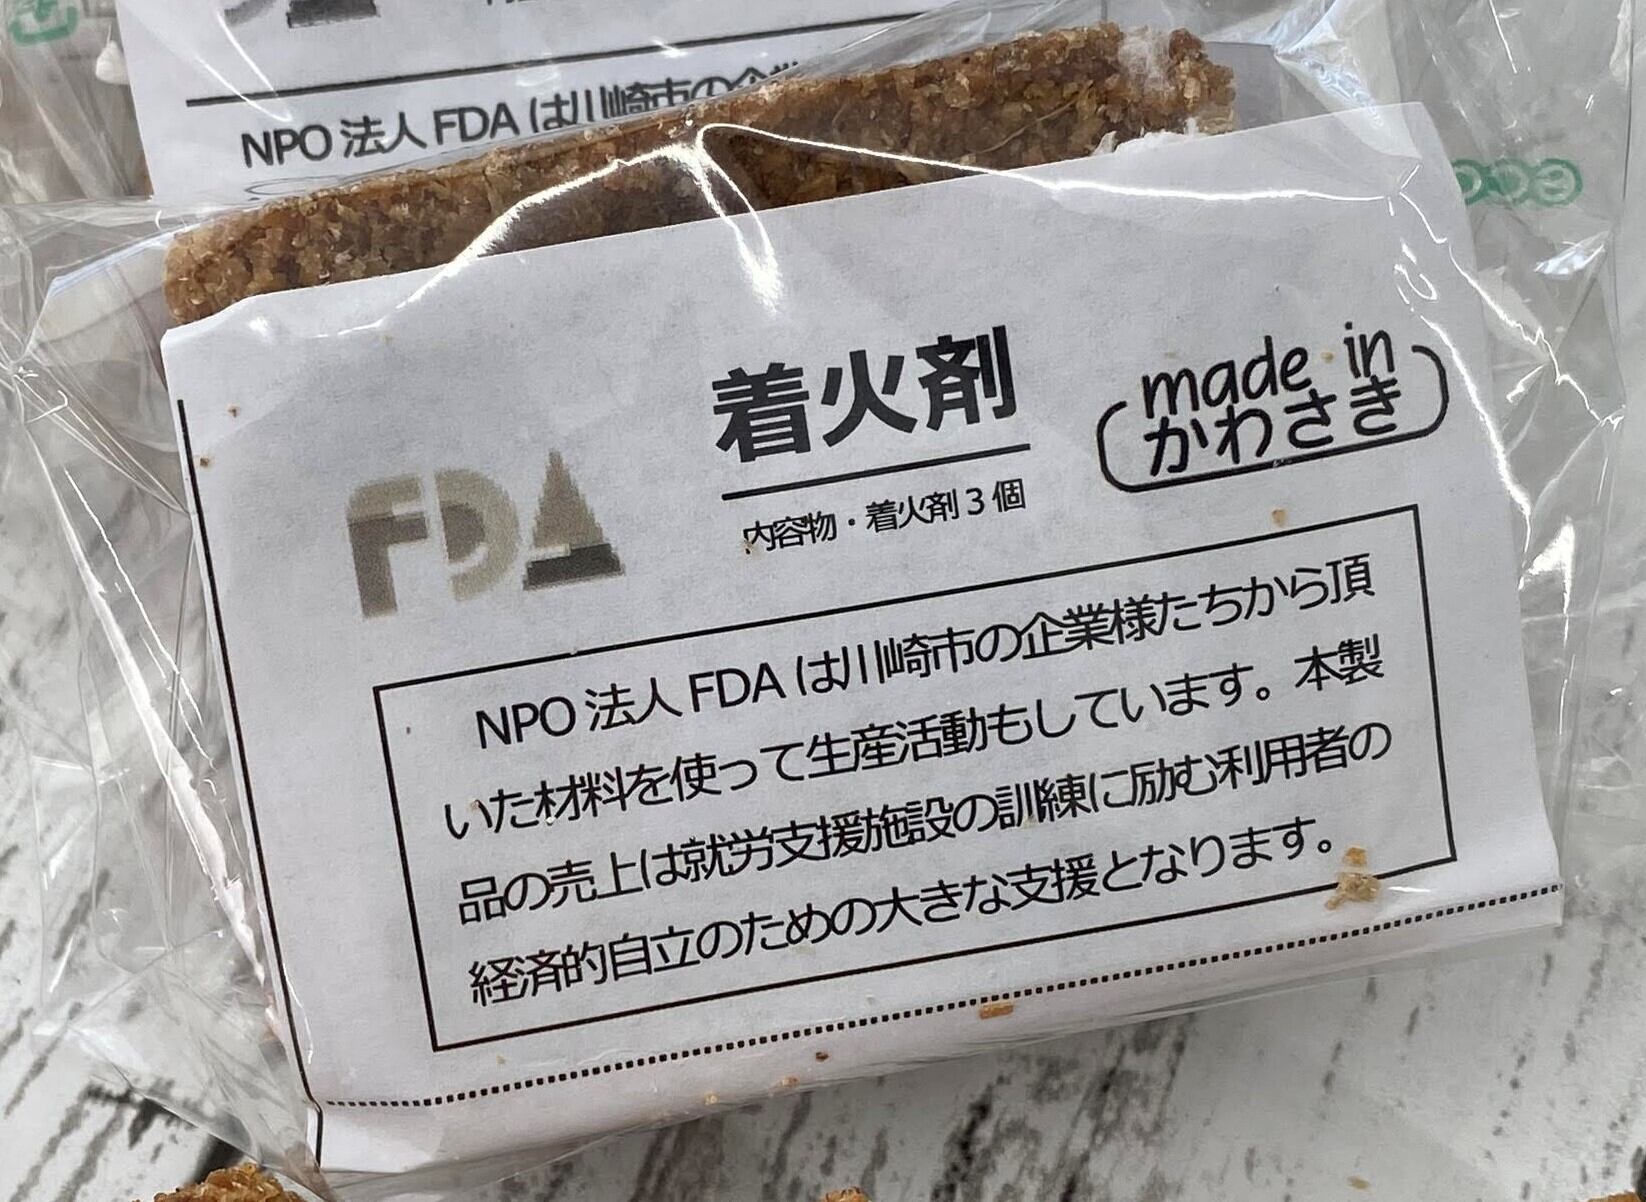 NPO 法人 FDA は川崎市の企業
着火剤
made in
かわさき
FDA
内容物・着火剤 3 個
NPO 法人 FDA は川崎市の企業様たちから頂
いた材料を使って生産活動もしています。本製
品の売上は就労支援施設の訓練に励む利用者の
経済的自立のための大きな支援となります。